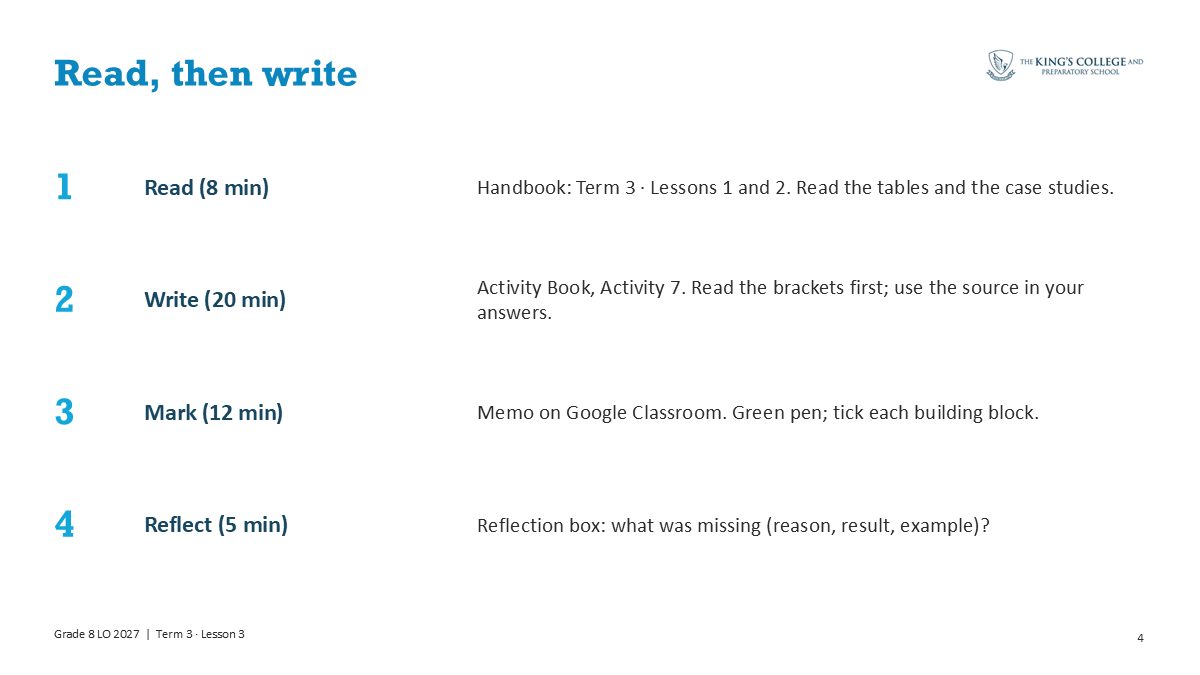 Read, then write
THE KING'S COLLEGE AND
PREPARATORY SCHOOL
1
Read (8 min)
Handbook: Term 3 · Lessons 1 and 2. Read the tables and the case studies.
2
Write (20 min)
Activity Book, Activity 7. Read the brackets first; use the source in your
answers.
3
Mark (12 min)
Memo on Google Classroom. Green pen; tick each building block.
4
Reflect (5 min)
Reflection box: what was missing (reason, result, example)?
Grade 8 LO 2027 | Term 3 · Lesson 3
4